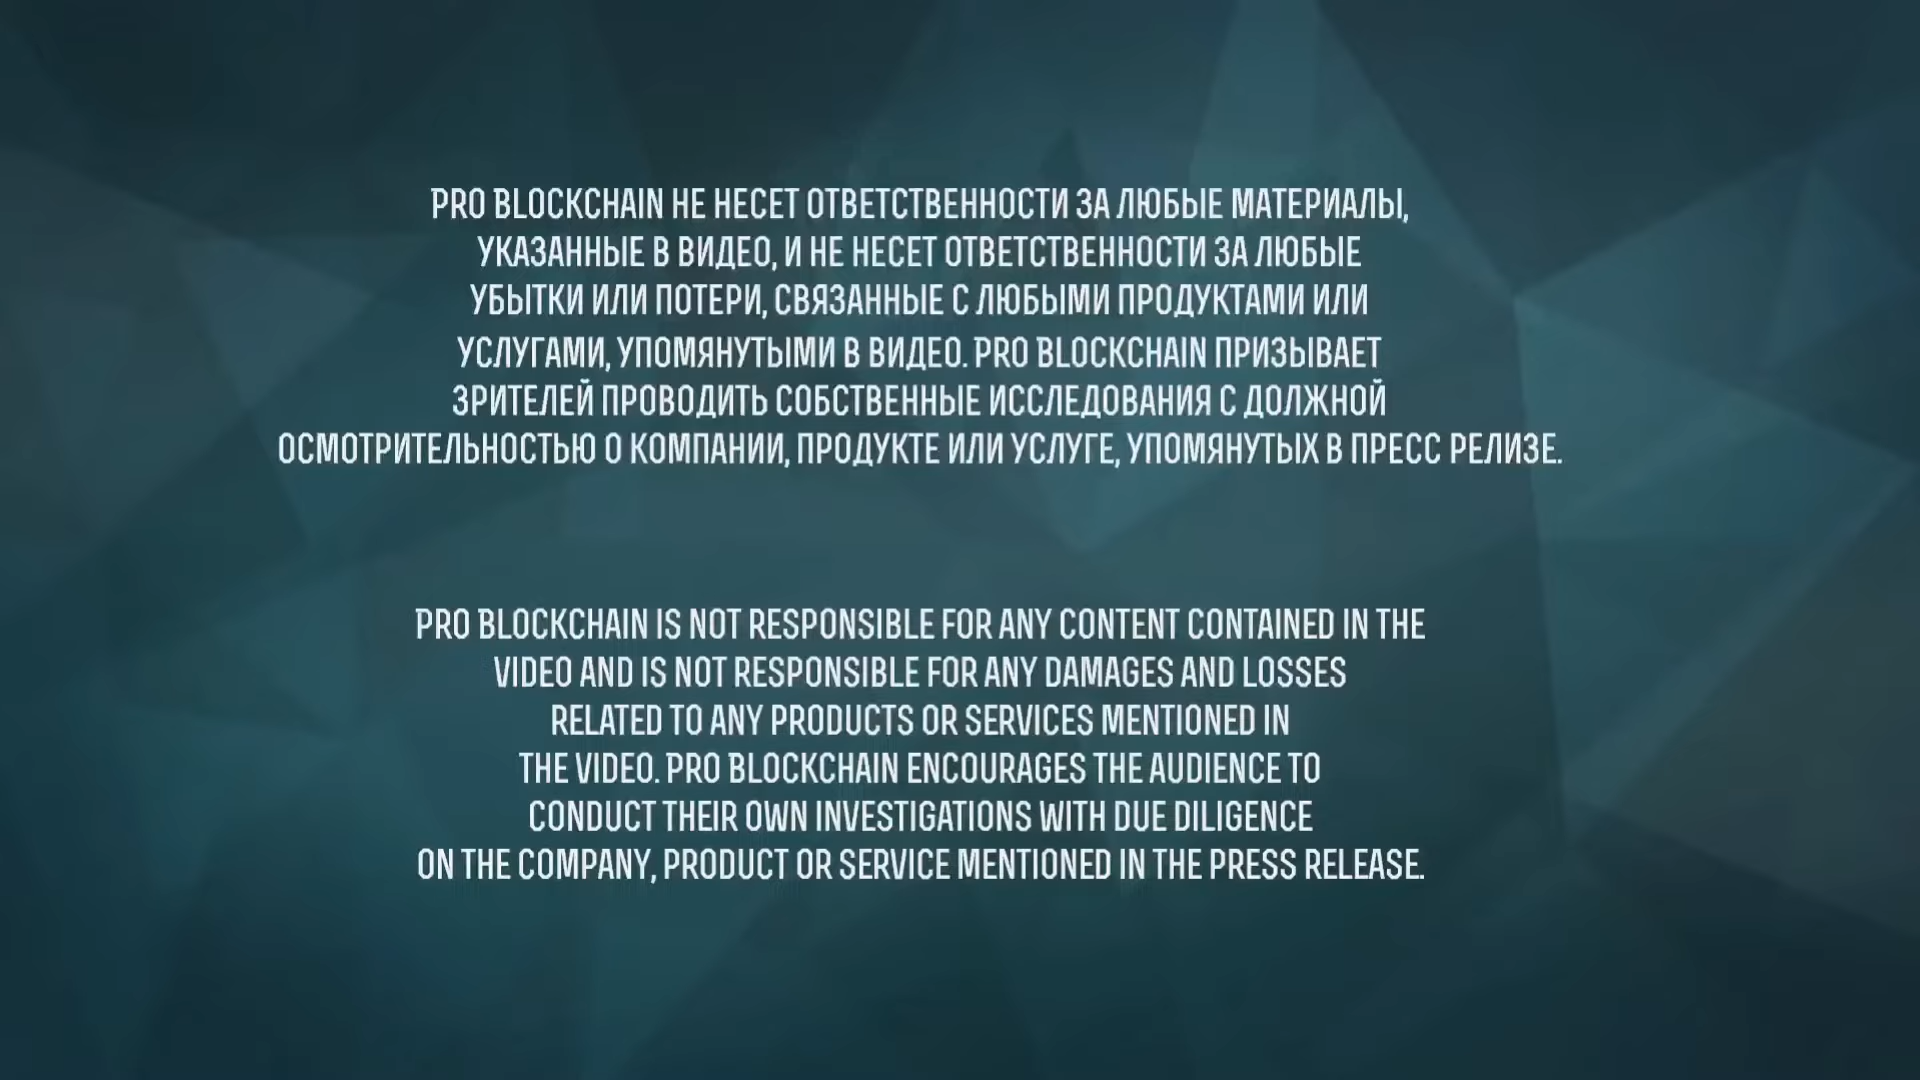 PRO BLOCKCHAIN НЕ НЕСЕТ ОТВЕТСТВЕННОСТИ ЗА ЛЮБЫЕ МАТЕРИАЛЫ,
УКАЗАННЫЕ В ВИДЕО, И НЕ НЕСЕТ ОТВЕТСТВЕННОСТИ ЗА ЛЮБЫЕ
УБЫТКИ ИЛИ ПОТЕРИ, СВЯЗАННЫЕ С ЛЮБЫМИ ПРОДУКТАМИ ИЛИ
УСЛУГАМИ, УПОМЯНУТЫМИ В ВИДЕО. PRO BLOCKCHAIN ПРИЗЫВАЕТ
ЗРИТЕЛЕЙ ПРОВОДИТЬ СОБСТВЕННЫЕ ИССЛЕДОВАНИЯ С ДОЛЖНОЙ
ОСМОТРИТЕЛЬНОСТЬЮ О КОМПАНИИ, ПРОДУКТЕ ИЛИ УСЛУГЕ, УПОМЯНУТЫХ В ПРЕСС РЕЛИЗЕ.
PRO BLOCKCHAIN IS NOT RESPONSIBLE FOR ANY CONTENT CONTAINED IN THE
VIDEO AND IS NOT RESPONSIBLE FOR ANY DAMAGES AND LOSSES
RELATED TO ANY PRODUCTS OR SERVICES MENTIONED IN
THE VIDEO. PRO BLOCKCHAIN ENCOURAGES THE AUDIENCE TO
CONDUCT THEIR OWN INVESTIGATIONS WITH DUE DILIGENCE
ON THE COMPANY, PRODUCT OR SERVICE MENTIONED IN THE PRESS RELEASE.